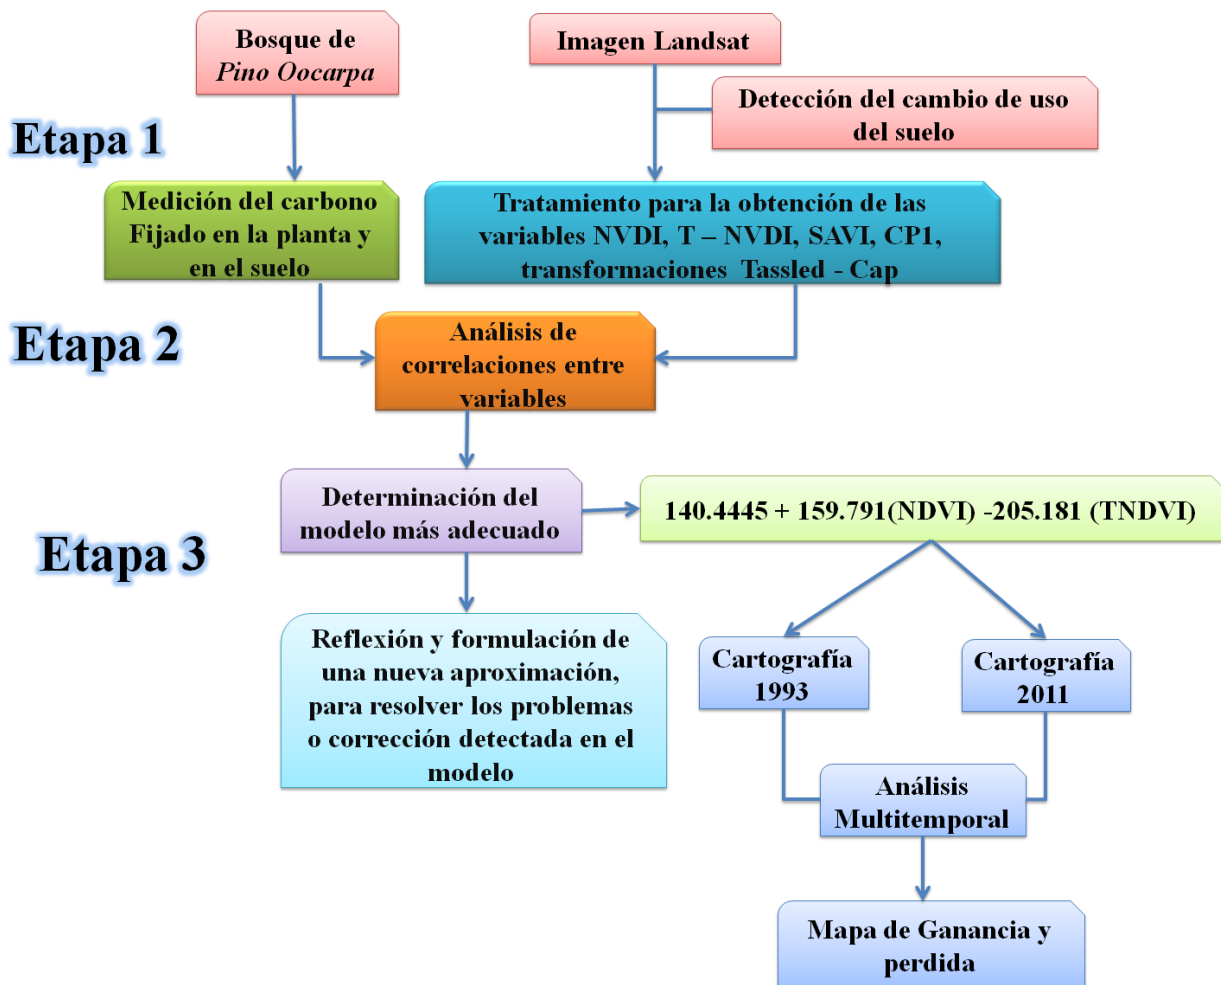 Bosque de
Pino Oocarpa
Imagen Landsat
Detección del cambio de uso
del suelo
Etapa 1
Medición del carbono
Fijado en la planta y
en el suelo
Tratamiento para la obtención de las
variables NVDI, T – NVDI, SAVI, CP1,
transformaciones Tassled - Cap
Etapa 2
Análisis de
correlaciones entre
variables
Determinación del
modelo más adecuado
140.4445 + 159.791(NDVI) -205.181 (TNDVI)
Etapa 3
Reflexión y formulación de
una nueva aproximación,
para resolver los problemas
o corrección detectada en el
modelo
Cartografía
1993
Cartografía
2011
Análisis
Multitemporal
Mapa de Ganancia y
perdida